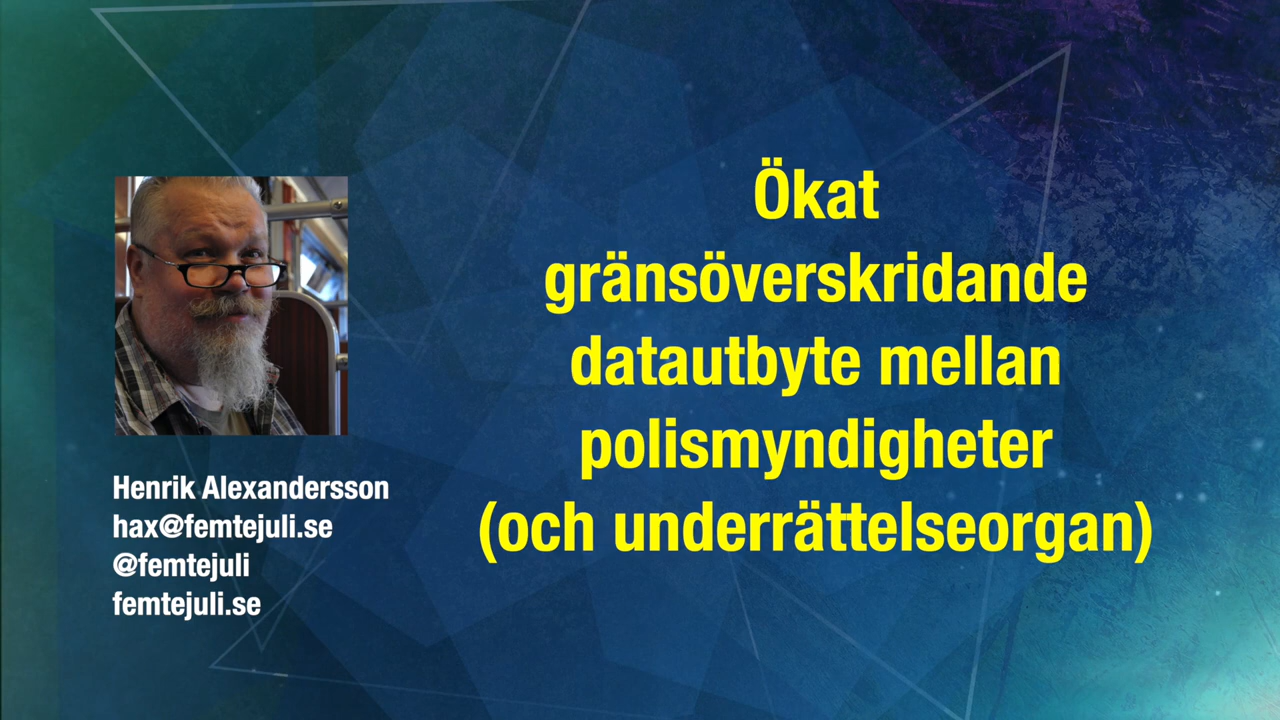 Ökat
gränsöverskridande
datautbyte mellan
polismyndigheter
(och underrättelseorgan)
Henrik Alexandersson
hax@femtejuli.se
@femtejuli
femtejuli.se